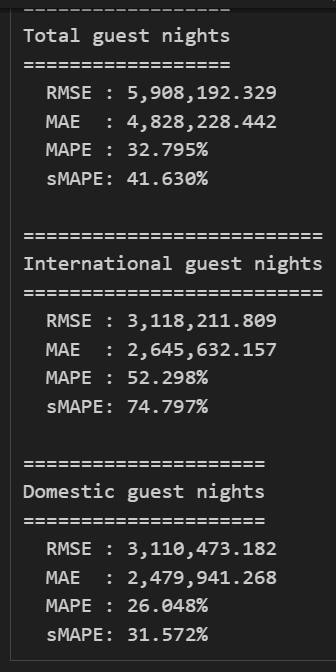 ==================
Total guest nights
==================
  RMSE : 5,908,192.329
  MAE  : 4,828,228.442
  MAPE : 32.795%
  sMAPE: 41.630%

==========================
International guest nights
==========================
  RMSE : 3,118,211.809
  MAE  : 2,645,632.157
  MAPE : 52.298%
  sMAPE: 74.797%

=====================
Domestic guest nights
=====================
  RMSE : 3,110,473.182
  MAE  : 2,479,941.268
  MAPE : 26.048%
  sMAPE: 31.572%